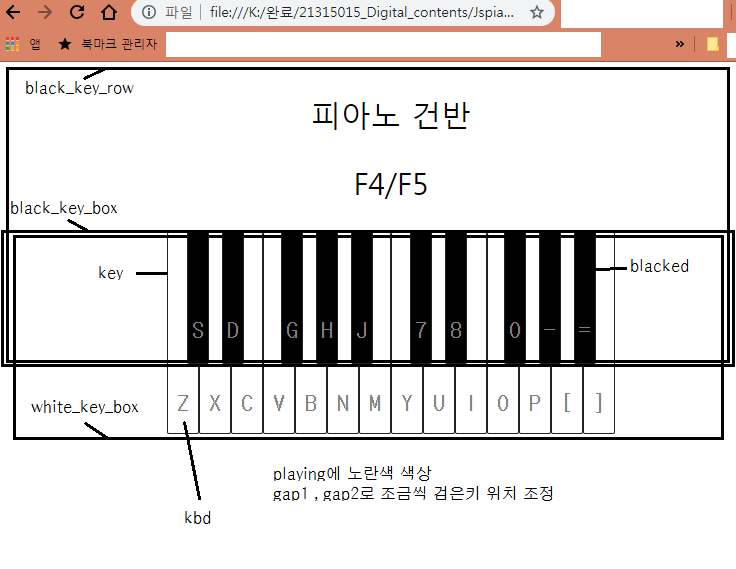 파일 file:///K:/완료/21315015_Digital_contents/Jspia...
앱 북마크 관리자 »
black_key_row
피아노 건반
F4/F5
black_key_box
key
blacked
S D G H J 7 8 0 - =
white_key_box
Z X C V B N M Y U I O P [ ]
playing에 노란색 색상
gap1 ,gap2로 조금씩 검은키 위치 조정
kbd